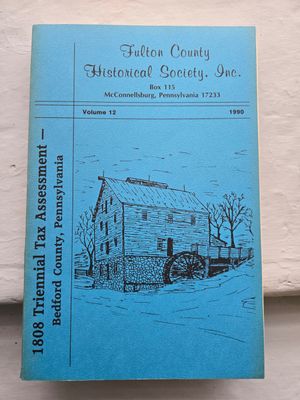 Fulton County
Historical Society, Inc.
Box 115
McConnellsburg, Pennsylvania 17233
Volume 12 1990
1808 Triennial Tax Assessment —
Bedford County, Pennsylvania